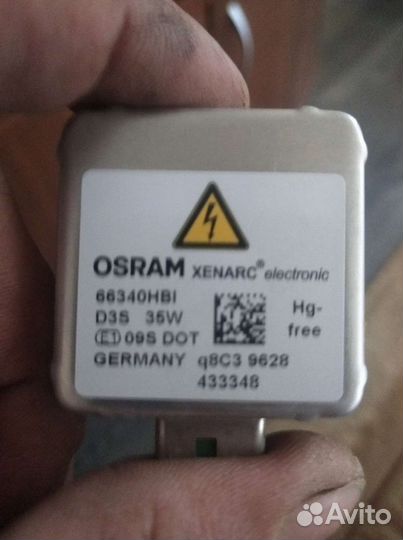 OSRAM XENARC® electronic
66340HBI
D3S 35W
Hg-
free
E1 09S DOT
GERMANY q8C3 9628
433348
Avito